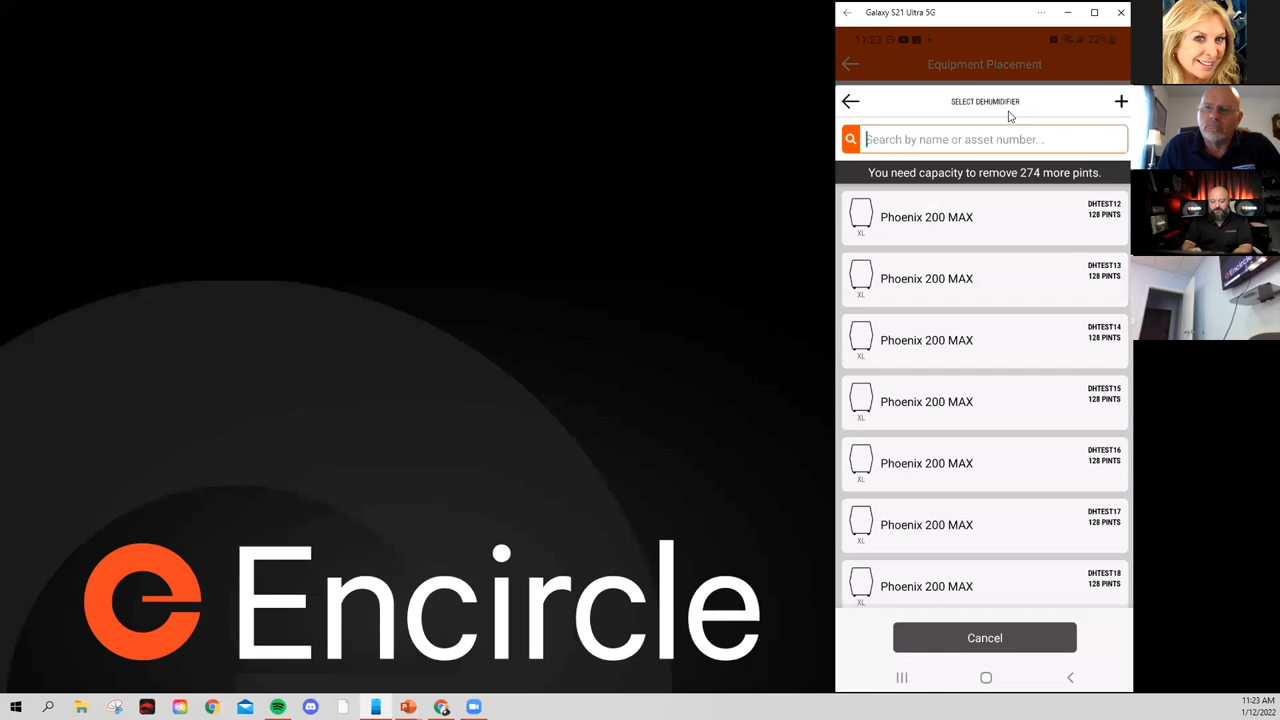 Galaxy S21 Ultra 5G
11:23
22%
Equipment Placement
SELECT DEHUMIDIFIER
Search by name or asset number...
You need capacity to remove 274 more pints.
Phoenix 200 MAX
DHTEST12
128 PINTS
XL
Phoenix 200 MAX
DHTEST13
128 PINTS
XL
Phoenix 200 MAX
DHTEST14
128 PINTS
XL
Phoenix 200 MAX
DHTEST15
128 PINTS
XL
Phoenix 200 MAX
DHTEST16
128 PINTS
XL
Phoenix 200 MAX
DHTEST17
128 PINTS
XL
Phoenix 200 MAX
DHTEST18
128 PINTS
XL
Cancel
Encircle
Encircle
11:23 AM
1/12/2022